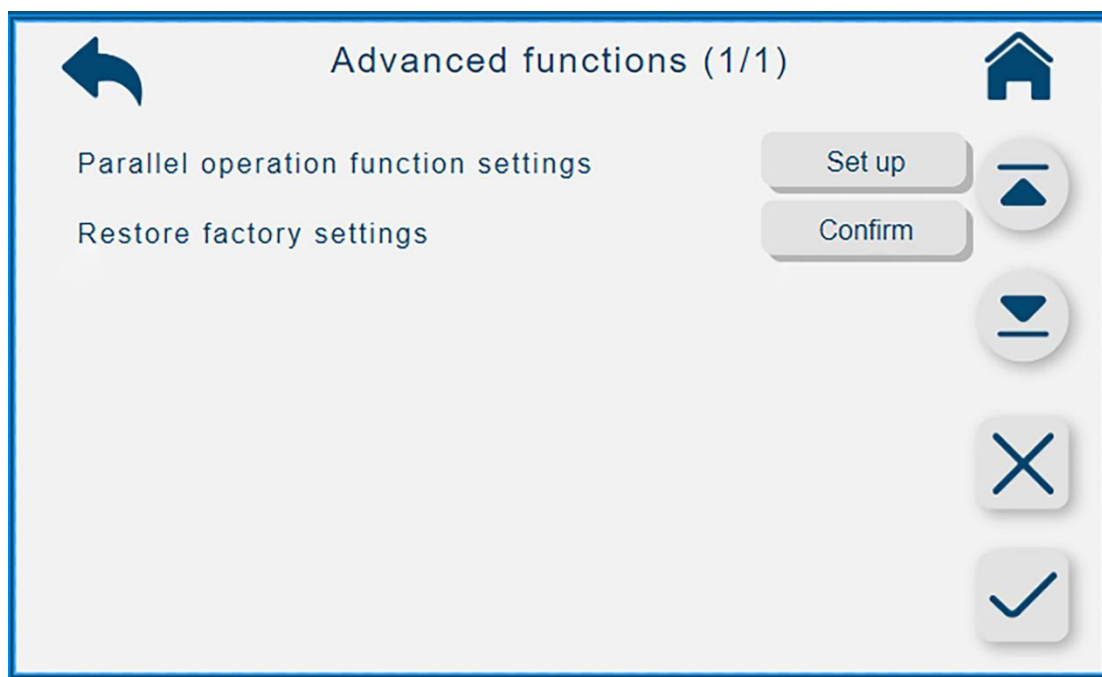 Advanced functions (1/1)
Parallel operation function settings
Set up
Restore factory settings
Confirm